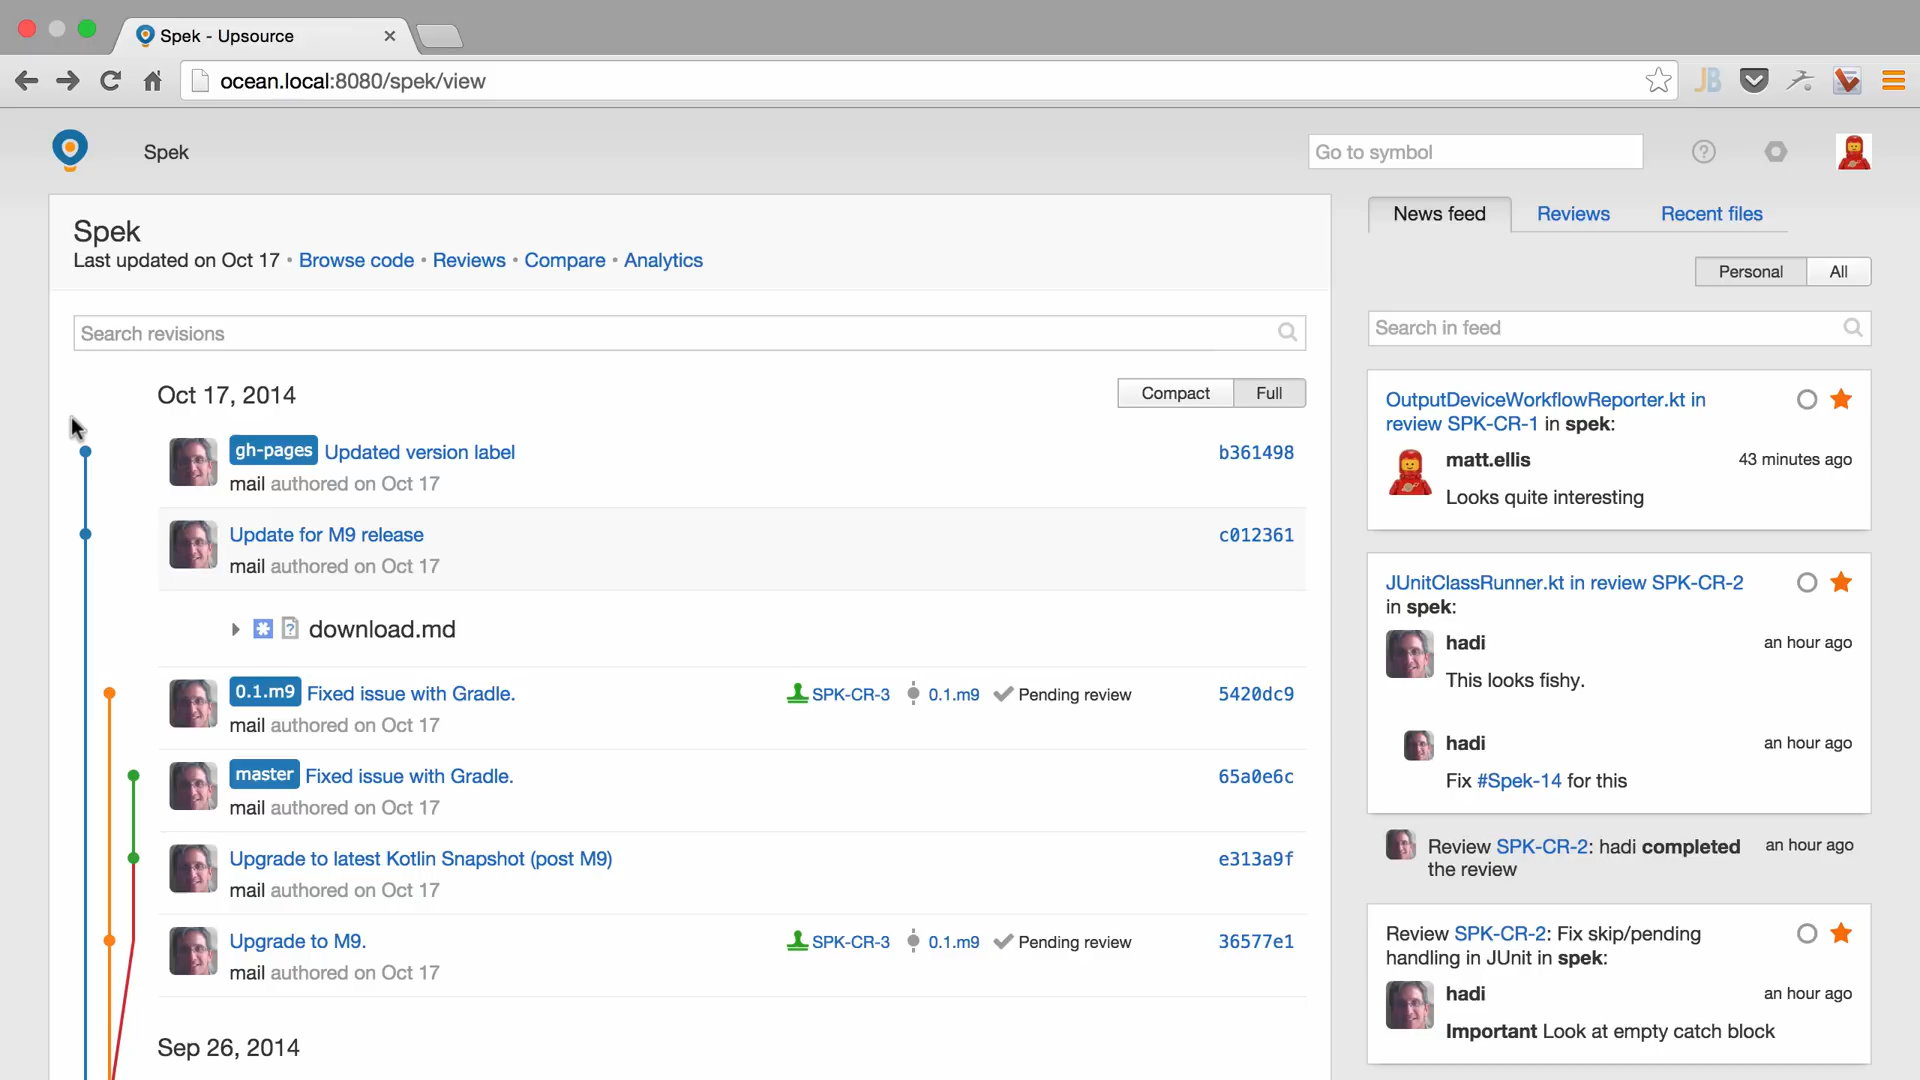 Spek - Upsource
ocean.local:8080/spek/view
JB
Spek
Go to symbol
Spek
Last updated on Oct 17 • Browse code • Reviews • Compare • Analytics
Search revisions
Oct 17, 2014
Compact
Full
gh-pages Updated version label b361498
mail authored on Oct 17
Update for M9 release c012361
mail authored on Oct 17
download.md
0.1.m9 Fixed issue with Gradle. SPK-CR-3 0.1.m9 Pending review 5420dc9
mail authored on Oct 17
master Fixed issue with Gradle. 65a0e6c
mail authored on Oct 17
Upgrade to latest Kotlin Snapshot (post M9) e313a9f
mail authored on Oct 17
Upgrade to M9. SPK-CR-3 0.1.m9 Pending review 36577e1
mail authored on Oct 17
Sep 26, 2014
News feed
Reviews
Recent files
Personal
All
Search in feed
OutputDeviceWorkflowReporter.kt in
review SPK-CR-1 in spek:
matt.ellis 43 minutes ago
Looks quite interesting
JUnitClassRunner.kt in review SPK-CR-2
in spek:
hadi an hour ago
This looks fishy.
hadi an hour ago
Fix #Spek-14 for this
Review SPK-CR-2: hadi completed an hour ago
the review
Review SPK-CR-2: Fix skip/pending
handling in JUnit in spek:
hadi an hour ago
Important Look at empty catch block